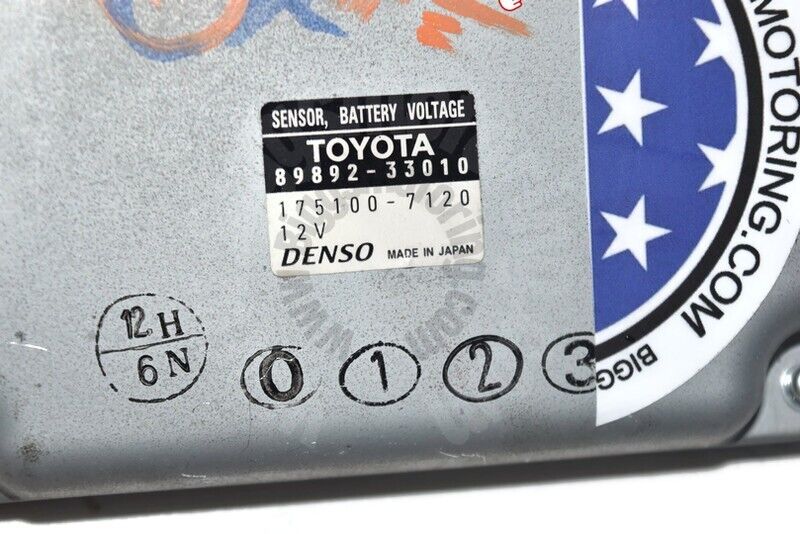 SENSOR, BATTERY VOLTAGE
TOYOTA
89892-33010
175100-7120
12V
DENSO MADE IN JAPAN
12H
6N
0 1 2 3
MOTORING.COM
BIGG